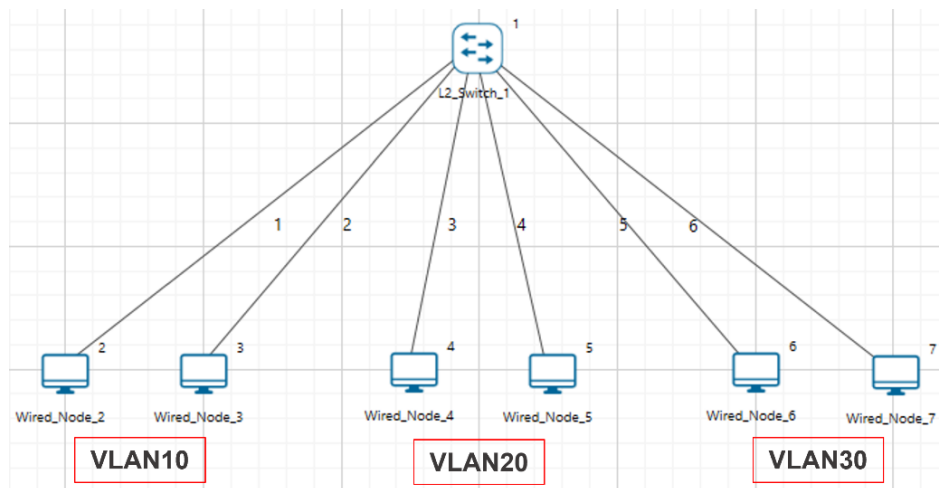 1
L2_Switch_1
1 2 3 4 5 6
2 3 4 5 6 7
Wired_Node_2 Wired_Node_3 Wired_Node_4 Wired_Node_5 Wired_Node_6 Wired_Node_7
VLAN10 VLAN20 VLAN30